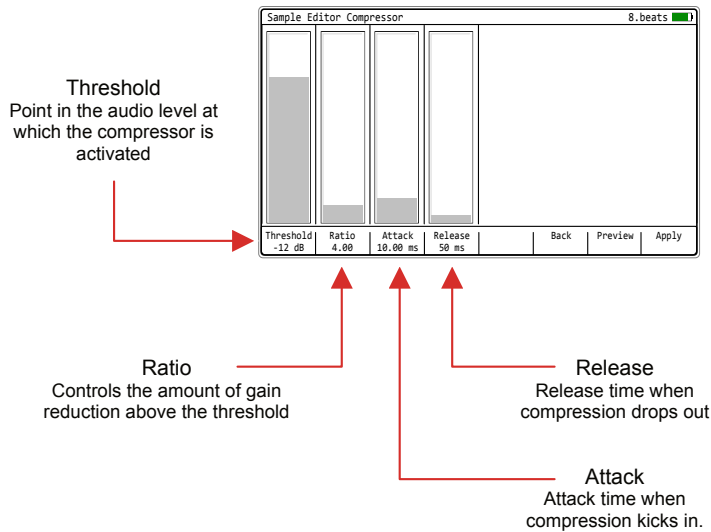 Sample Editor Compressor 8.beats
Threshold
Point in the audio level at
which the compressor is
activated
Threshold Ratio Attack Release Back Preview Apply
-12 dB 4.00 10.00 ms 50 ms
Ratio
Controls the amount of gain
reduction above the threshold
Release
Release time when
compression drops out
Attack
Attack time when
compression kicks in.